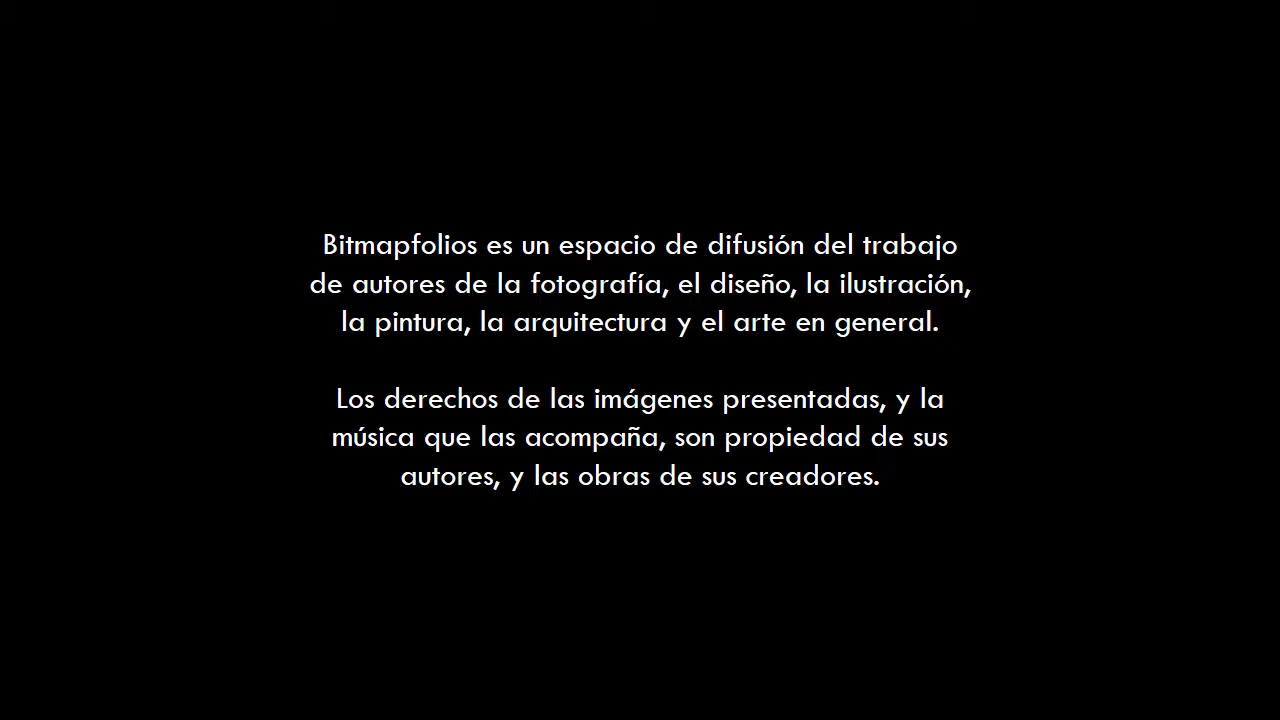 Bitmapfolios es un espacio de difusión del trabajo
de autores de la fotografía, el diseño, la ilustración,
la pintura, la arquitectura y el arte en general.
Los derechos de las imágenes presentadas, y la
música que las acompaña, son propiedad de sus
autores, y las obras de sus creadores.